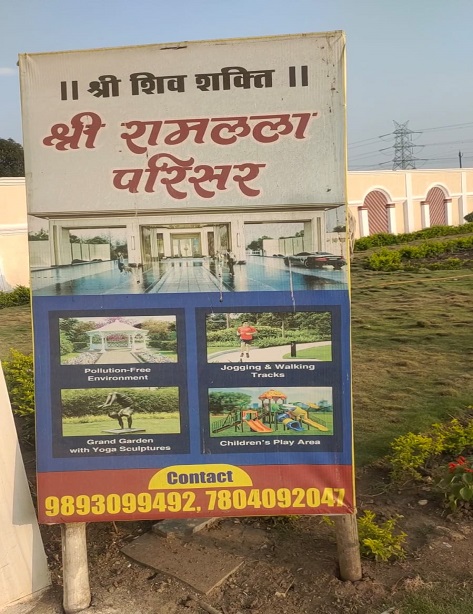 || श्री शिव शक्ति ||
श्री रामलला
परिसर
Pollution-Free
Environment
Jogging & Walking
Tracks
Grand Garden
with Yoga Sculptures
Children's Play Area
Contact
9893099492, 7804092047